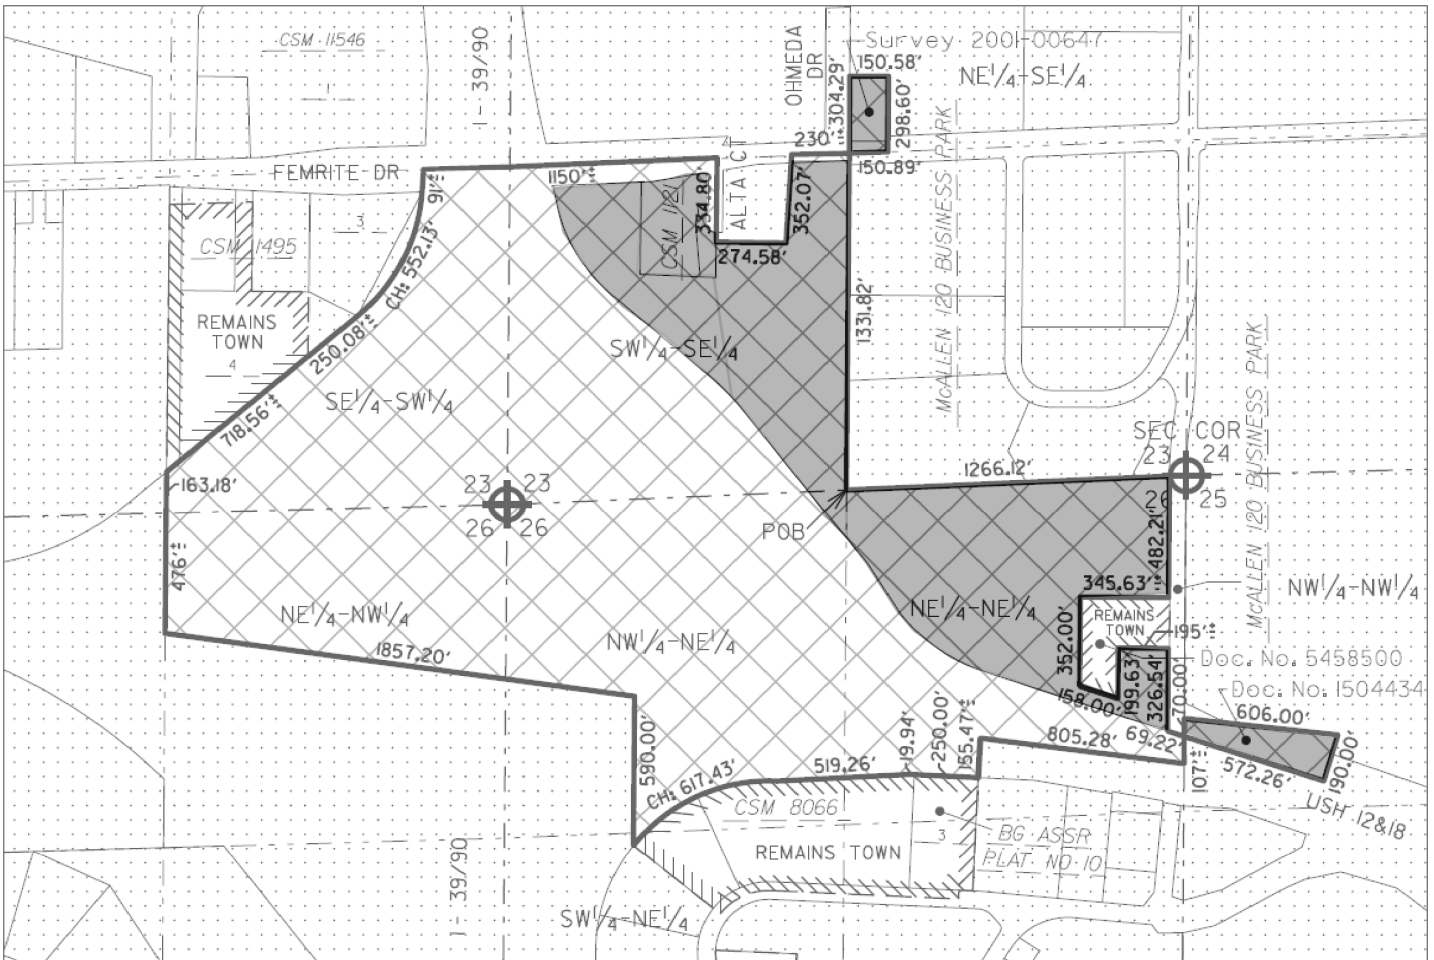 CSM 11546
1
I - 39/90
OHMEDA
DR
Survey 2001-00647
150.58'
NE¼-SE¼
304.29'±
298.60'
230'
150.89'
FEMRITE DR
1150'±
91'±
334.80'
ALTA CT
352.07'
McALLEN 120 BUSINESS PARK
CSM 1495
3
CH: 552.13'
CSM 1121
274.58'
1331.82'
REMAINS
TOWN
4
250.08'±
SW¼-SE¼
SE¼-SW¼
718.56'±
McALLEN 120 BUSINESS PARK
SEC COR
23
24
26
25
1266.12'
163.18'
23
23
26
26
POB
482.21'±
476'±
345.63'
NW¼-NW¼
NE¼-NW¼
NW¼-NE¼
NE¼-NE¼
REMAINS
TOWN
195'±
352.00'
1857.20'
199.63'
326.54'
70.00'
Doc. No. 5458500
Doc. No. 1504434
158.00'
606.00'
590.00'
519.26'
19.94'
250.00'
155.47'±
805.28'
69.22'
107'±
572.26'
190.00'
USH 12&18
CH: 617.43'
CSM 8066
3
BG ASSR
PLAT NO 10
REMAINS TOWN
I - 39/90
SW¼-NE¼